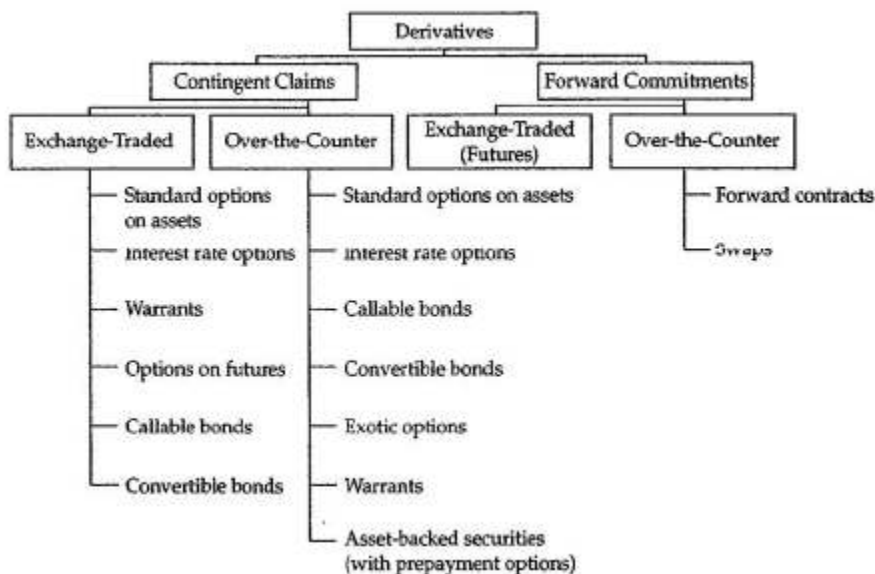 Derivatives
Contingent Claims
Forward Commitments
Exchange-Traded
Over-the-Counter
Exchange-Traded
(Futures)
Over-the-Counter
Standard options
on assets
Interest rate options
Warrants
Options on futures
Callable bonds
Convertible bonds
Standard options on assets
Interest rate options
Callable bonds
Convertible bonds
Exotic options
Warrants
Asset-backed securities
(with prepayment options)
Forward contracts
Swaps